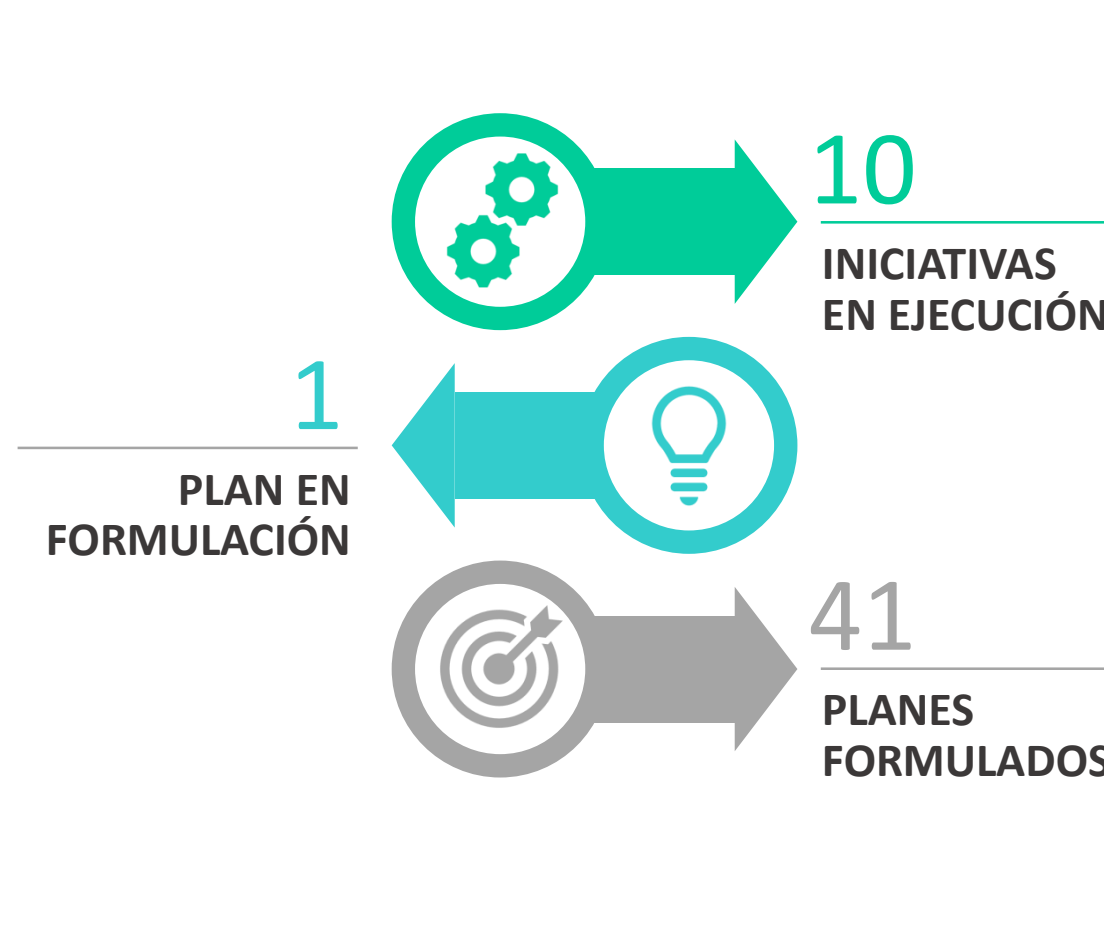 10
INICIATIVAS
EN EJECUCIÓN
1
PLAN EN
FORMULACIÓN
41
PLANES
FORMULADOS